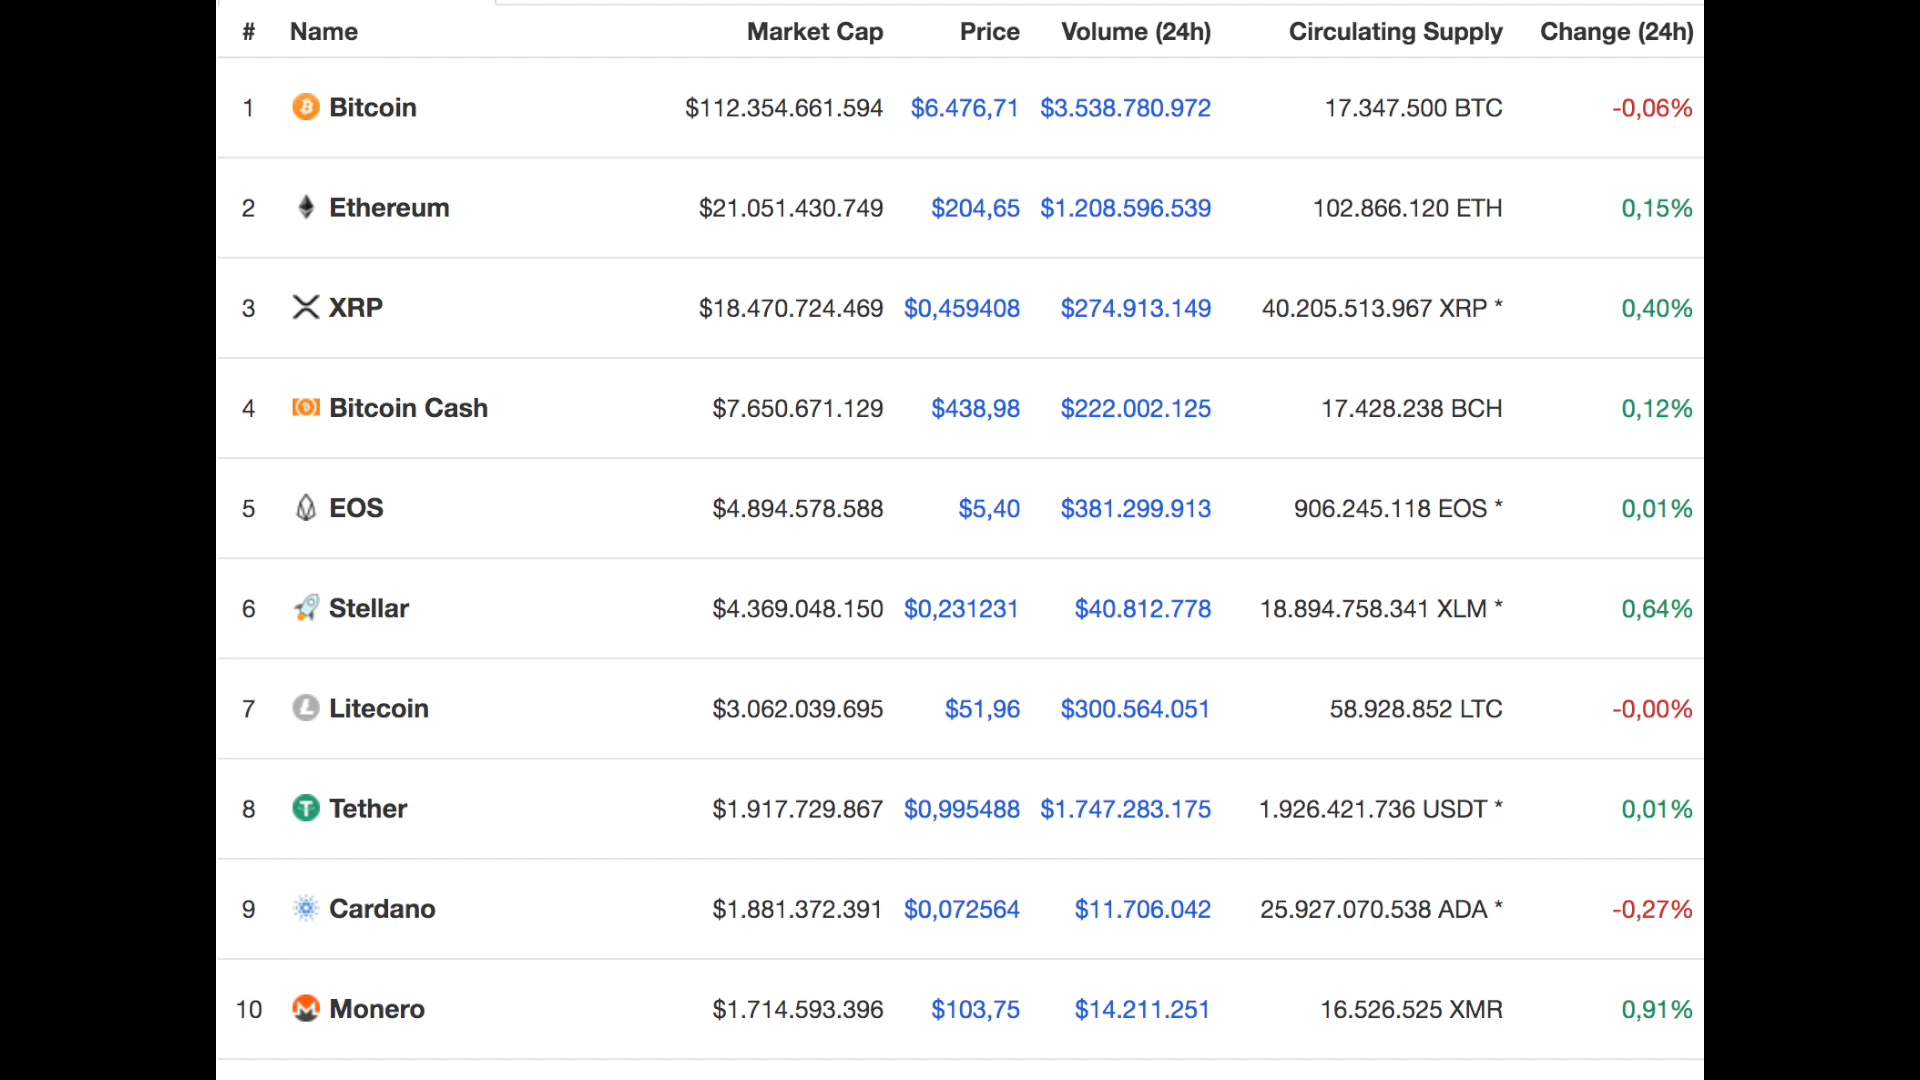 # Name Market Cap Price Volume (24h) Circulating Supply Change (24h)
1 Bitcoin $112.354.661.594 $6.476,71 $3.538.780.972 17.347.500 BTC -0,06%
2 Ethereum $21.051.430.749 $204,65 $1.208.596.539 102.866.120 ETH 0,15%
3 XRP $18.470.724.469 $0,459408 $274.913.149 40.205.513.967 XRP * 0,40%
4 Bitcoin Cash $7.650.671.129 $438,98 $222.002.125 17.428.238 BCH 0,12%
5 EOS $4.894.578.588 $5,40 $381.299.913 906.245.118 EOS * 0,01%
6 Stellar $4.369.048.150 $0,231231 $40.812.778 18.894.758.341 XLM * 0,64%
7 Litecoin $3.062.039.695 $51,96 $300.564.051 58.928.852 LTC -0,00%
8 Tether $1.917.729.867 $0,995488 $1.747.283.175 1.926.421.736 USDT * 0,01%
9 Cardano $1.881.372.391 $0,072564 $11.706.042 25.927.070.538 ADA * -0,27%
10 Monero $1.714.593.396 $103,75 $14.211.251 16.526.525 XMR 0,91%